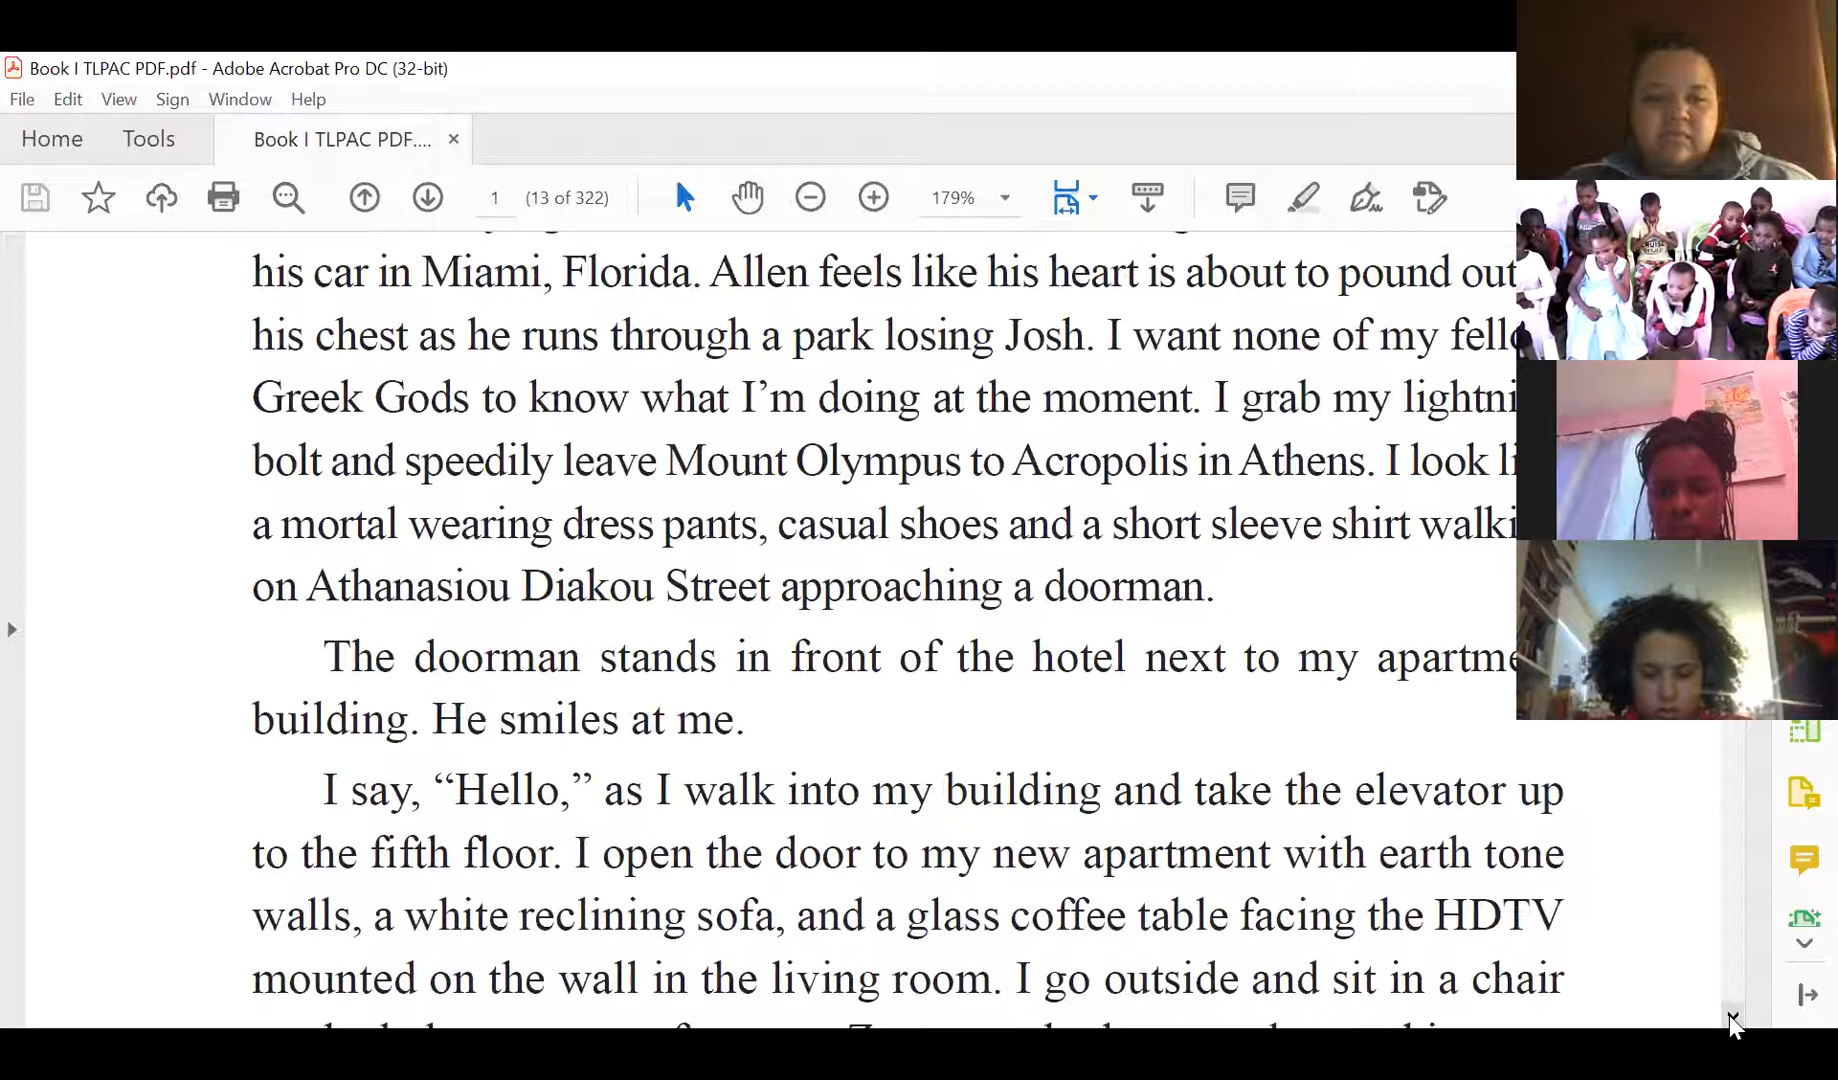 Book I TLPAC PDF.pdf - Adobe Acrobat Pro DC (32-bit)
File Edit View Sign Window Help
Home Tools Book I TLPAC PDF....
1 (13 of 322) 179%
his car in Miami, Florida. Allen feels like his heart is about to pound out
his chest as he runs through a park losing Josh. I want none of my
Greek Gods to know what I’m doing at the moment. I grab my
bolt and speedily leave Mount Olympus to Acropolis in Athens. I look
a mortal wearing dress pants, casual shoes and a short sleeve shirt
on Athanasiou Diakou Street approaching a doorman.
The doorman stands in front of the hotel next to my
building. He smiles at me.
I say, “Hello,” as I walk into my building and take the elevator up
to the fifth floor. I open the door to my new apartment with earth tone
walls, a white reclining sofa, and a glass coffee table facing the HDTV
mounted on the wall in the living room. I go outside and sit in a chair